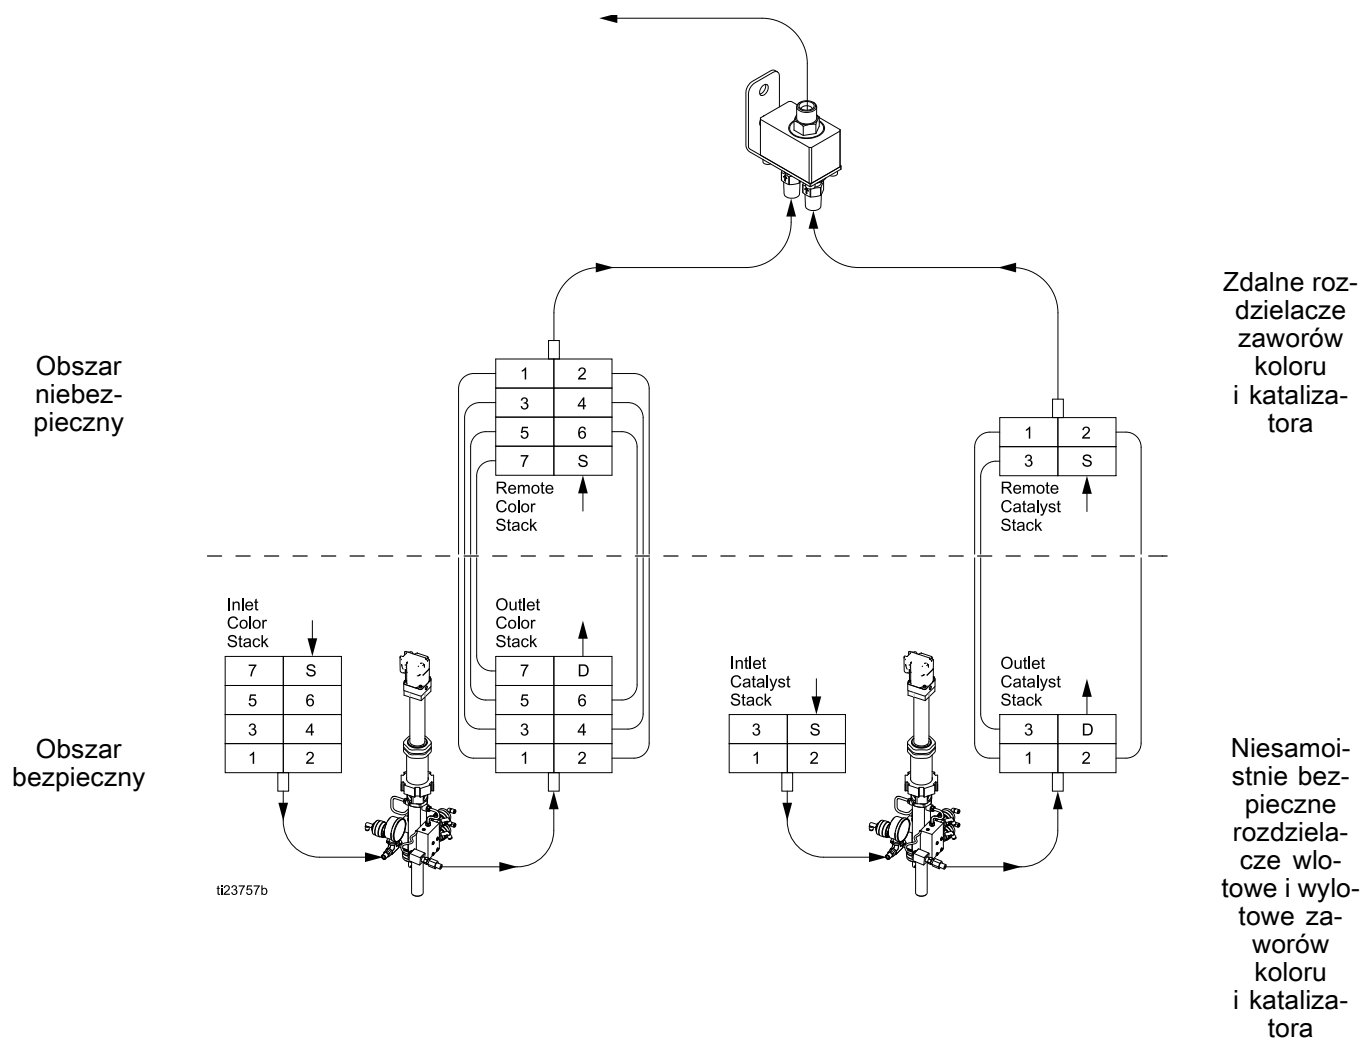 Zdalne roz-
dzielacze
zaworów
koloru
i kataliza-
tora
Obszar
niebez-
pieczny
1 2
3 4
5 6
7 S
Remote
Color
Stack
1 2
3 S
Remote
Catalyst
Stack
Inlet
Color
Stack
7 S
5 6
3 4
1 2
Outlet
Color
Stack
7 D
5 6
3 4
1 2
Intlet
Catalyst
Stack
3 S
1 2
Outlet
Catalyst
Stack
3 D
1 2
Obszar
bezpieczny
Niesamoi-
stnie bez-
pieczne
rozdziela-
cze wlo-
towe i wylo-
towe za-
worów
koloru
i kataliza-
tora
ti23757b